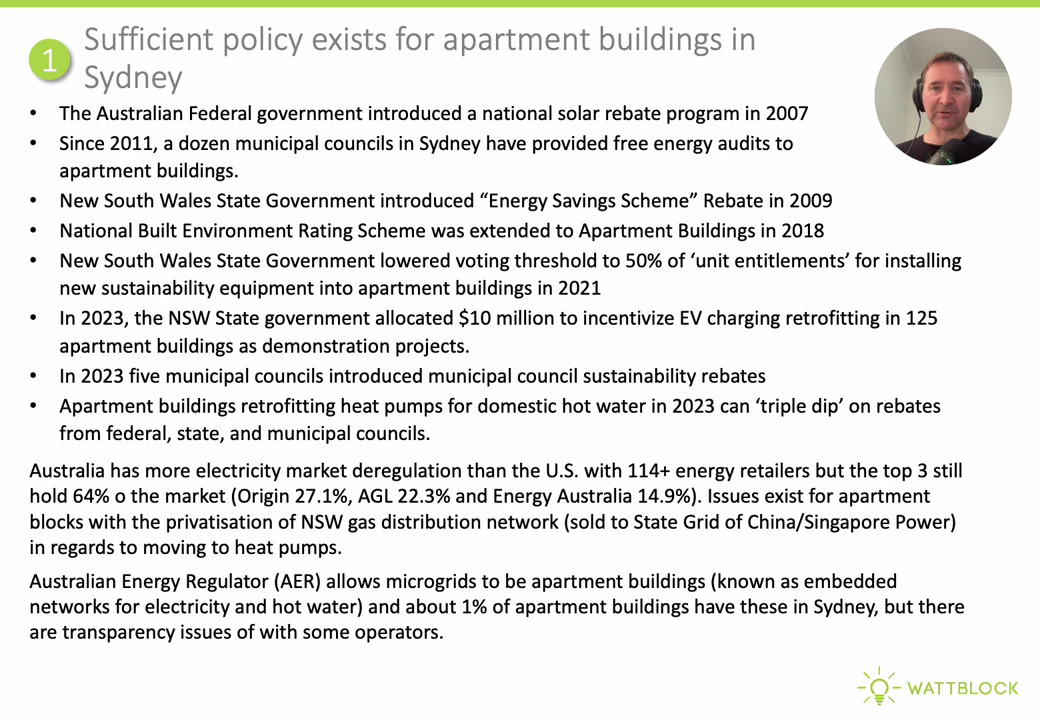 1
Sufficient policy exists for apartment buildings in
Sydney
• The Australian Federal government introduced a national solar rebate program in 2007
• Since 2011, a dozen municipal councils in Sydney have provided free energy audits to
apartment buildings.
• New South Wales State Government introduced “Energy Savings Scheme” Rebate in 2009
• National Built Environment Rating Scheme was extended to Apartment Buildings in 2018
• New South Wales State Government lowered voting threshold to 50% of ‘unit entitlements’ for installing
new sustainability equipment into apartment buildings in 2021
• In 2023, the NSW State government allocated $10 million to incentivize EV charging retrofitting in 125
apartment buildings as demonstration projects.
• In 2023 five municipal councils introduced municipal council sustainability rebates
• Apartment buildings retrofitting heat pumps for domestic hot water in 2023 can ‘triple dip’ on rebates
from federal, state, and municipal councils.
Australia has more electricity market deregulation than the U.S. with 114+ energy retailers but the top 3 still
hold 64% o the market (Origin 27.1%, AGL 22.3% and Energy Australia 14.9%). Issues exist for apartment
blocks with the privatisation of NSW gas distribution network (sold to State Grid of China/Singapore Power)
in regards to moving to heat pumps.
Australian Energy Regulator (AER) allows microgrids to be apartment buildings (known as embedded
networks for electricity and hot water) and about 1% of apartment buildings have these in Sydney, but there
are transparency issues of with some operators.
WATTBLOCK